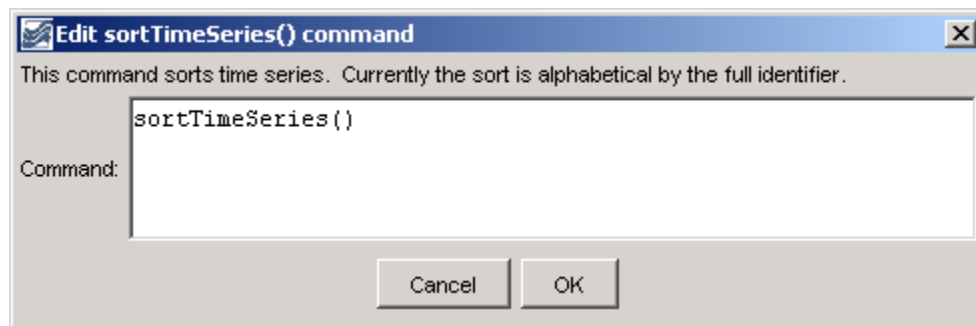 Edit sortTimeSeries() command
This command sorts time series.  Currently the sort is alphabetical by the full identifier.
sortTimeSeries()
Command:
Cancel OK